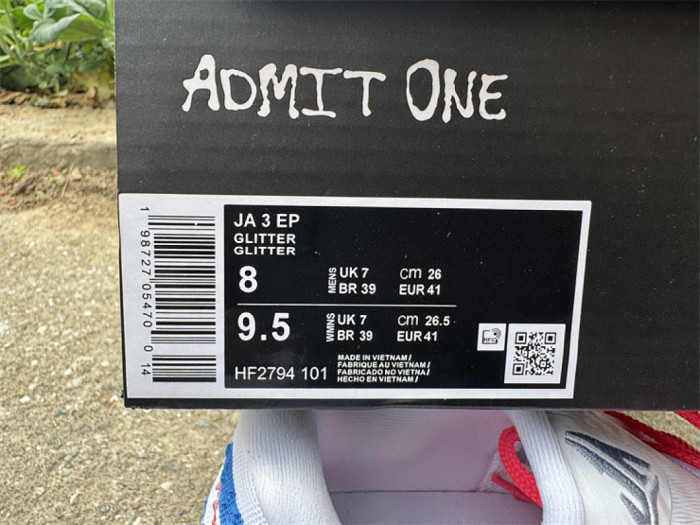 ADMIT ONE
JA 3 EP
GLITTER
GLITTER
8 MENS UK 7 cm 26
BR 39 EUR 41
9.5 WMNS UK 7 cm 26.5
BR 39 EUR 41
HF2794 101
MADE IN VIETNAM/
FABRIQUE AU VIETNAM/
FABRICADO NO VIETNA/
HECHO EN VIETNAM/
1 98727 05470 0 14